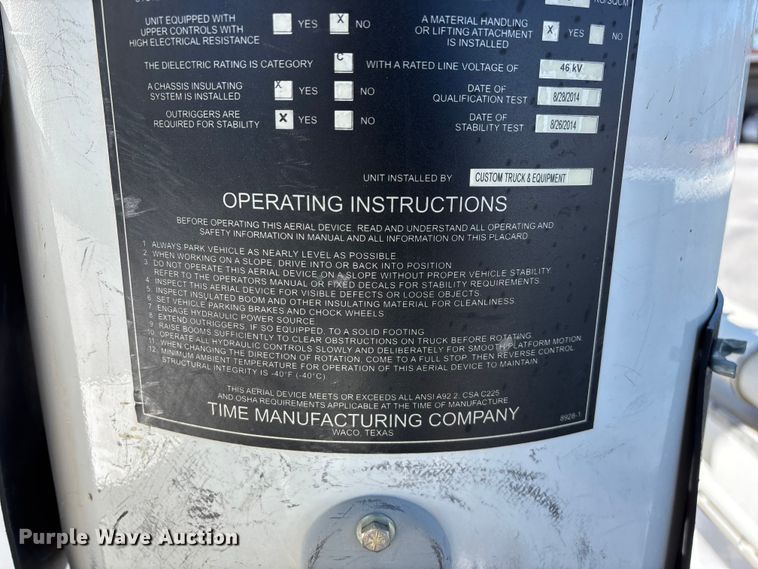 KG/SQCM
UNIT EQUIPPED WITH
UPPER CONTROLS WITH
HIGH ELECTRICAL RESISTANCE
YES X NO
A MATERIAL HANDLING
OR LIFTING ATTACHMENT
IS INSTALLED
X YES NO
THE DIELECTRIC RATING IS CATEGORY C WITH A RATED LINE VOLTAGE OF 46 kV
A CHASSIS INSULATING
SYSTEM IS INSTALLED
X YES NO
DATE OF
QUALIFICATION TEST
8/28/2014
OUTRIGGERS ARE
REQUIRED FOR STABILITY
X YES NO
DATE OF
STABILITY TEST
8/26/2014
UNIT INSTALLED BY CUSTOM TRUCK & EQUIPMENT
OPERATING INSTRUCTIONS
BEFORE OPERATING THIS AERIAL DEVICE, READ AND UNDERSTAND ALL OPERATING AND
SAFETY INFORMATION IN MANUAL AND ALL INFORMATION ON THIS PLACARD
1. ALWAYS PARK VEHICLE AS NEARLY LEVEL AS POSSIBLE
2. WHEN WORKING ON A SLOPE, DRIVE INTO OR BACK INTO POSITION
3. DO NOT OPERATE THIS AERIAL DEVICE ON A SLOPE WITHOUT PROPER VEHICLE STABILITY.
REFER TO THE OPERATORS MANUAL OR FIXED DECALS FOR STABILITY REQUIREMENTS.
4. INSPECT THIS AERIAL DEVICE FOR VISIBLE DEFECTS OR LOOSE OBJECTS
5. INSPECT INSULATED BOOM AND OTHER INSULATING MATERIAL FOR CLEANLINESS
6. SET VEHICLE PARKING BRAKES AND CHOCK WHEELS
7. ENGAGE HYDRAULIC POWER SOURCE
8. EXTEND OUTRIGGERS, IF SO EQUIPPED, TO A SOLID FOOTING
9. RAISE BOOMS SUFFICIENTLY TO CLEAR OBSTRUCTIONS ON TRUCK BEFORE ROTATING
10. OPERATE ALL HYDRAULIC CONTROLS SLOWLY AND DELIBERATELY FOR SMOOTH PLATFORM MOTION.
11. WHEN CHANGING THE DIRECTION OF ROTATION, COME TO A FULL STOP, THEN REVERSE CONTROL
12. MINIMUM AMBIENT TEMPERATURE FOR OPERATION OF THIS AERIAL DEVICE TO MAINTAIN
STRUCTURAL INTEGRITY IS -40°F (-40°C)
THIS AERIAL DEVICE MEETS OR EXCEEDS ALL ANSI A92.2, CSA C225
AND OSHA REQUIREMENTS APPLICABLE AT THE TIME OF MANUFACTURE
TIME MANUFACTURING COMPANY
WACO, TEXAS
8928-1
Purple Wave Auction